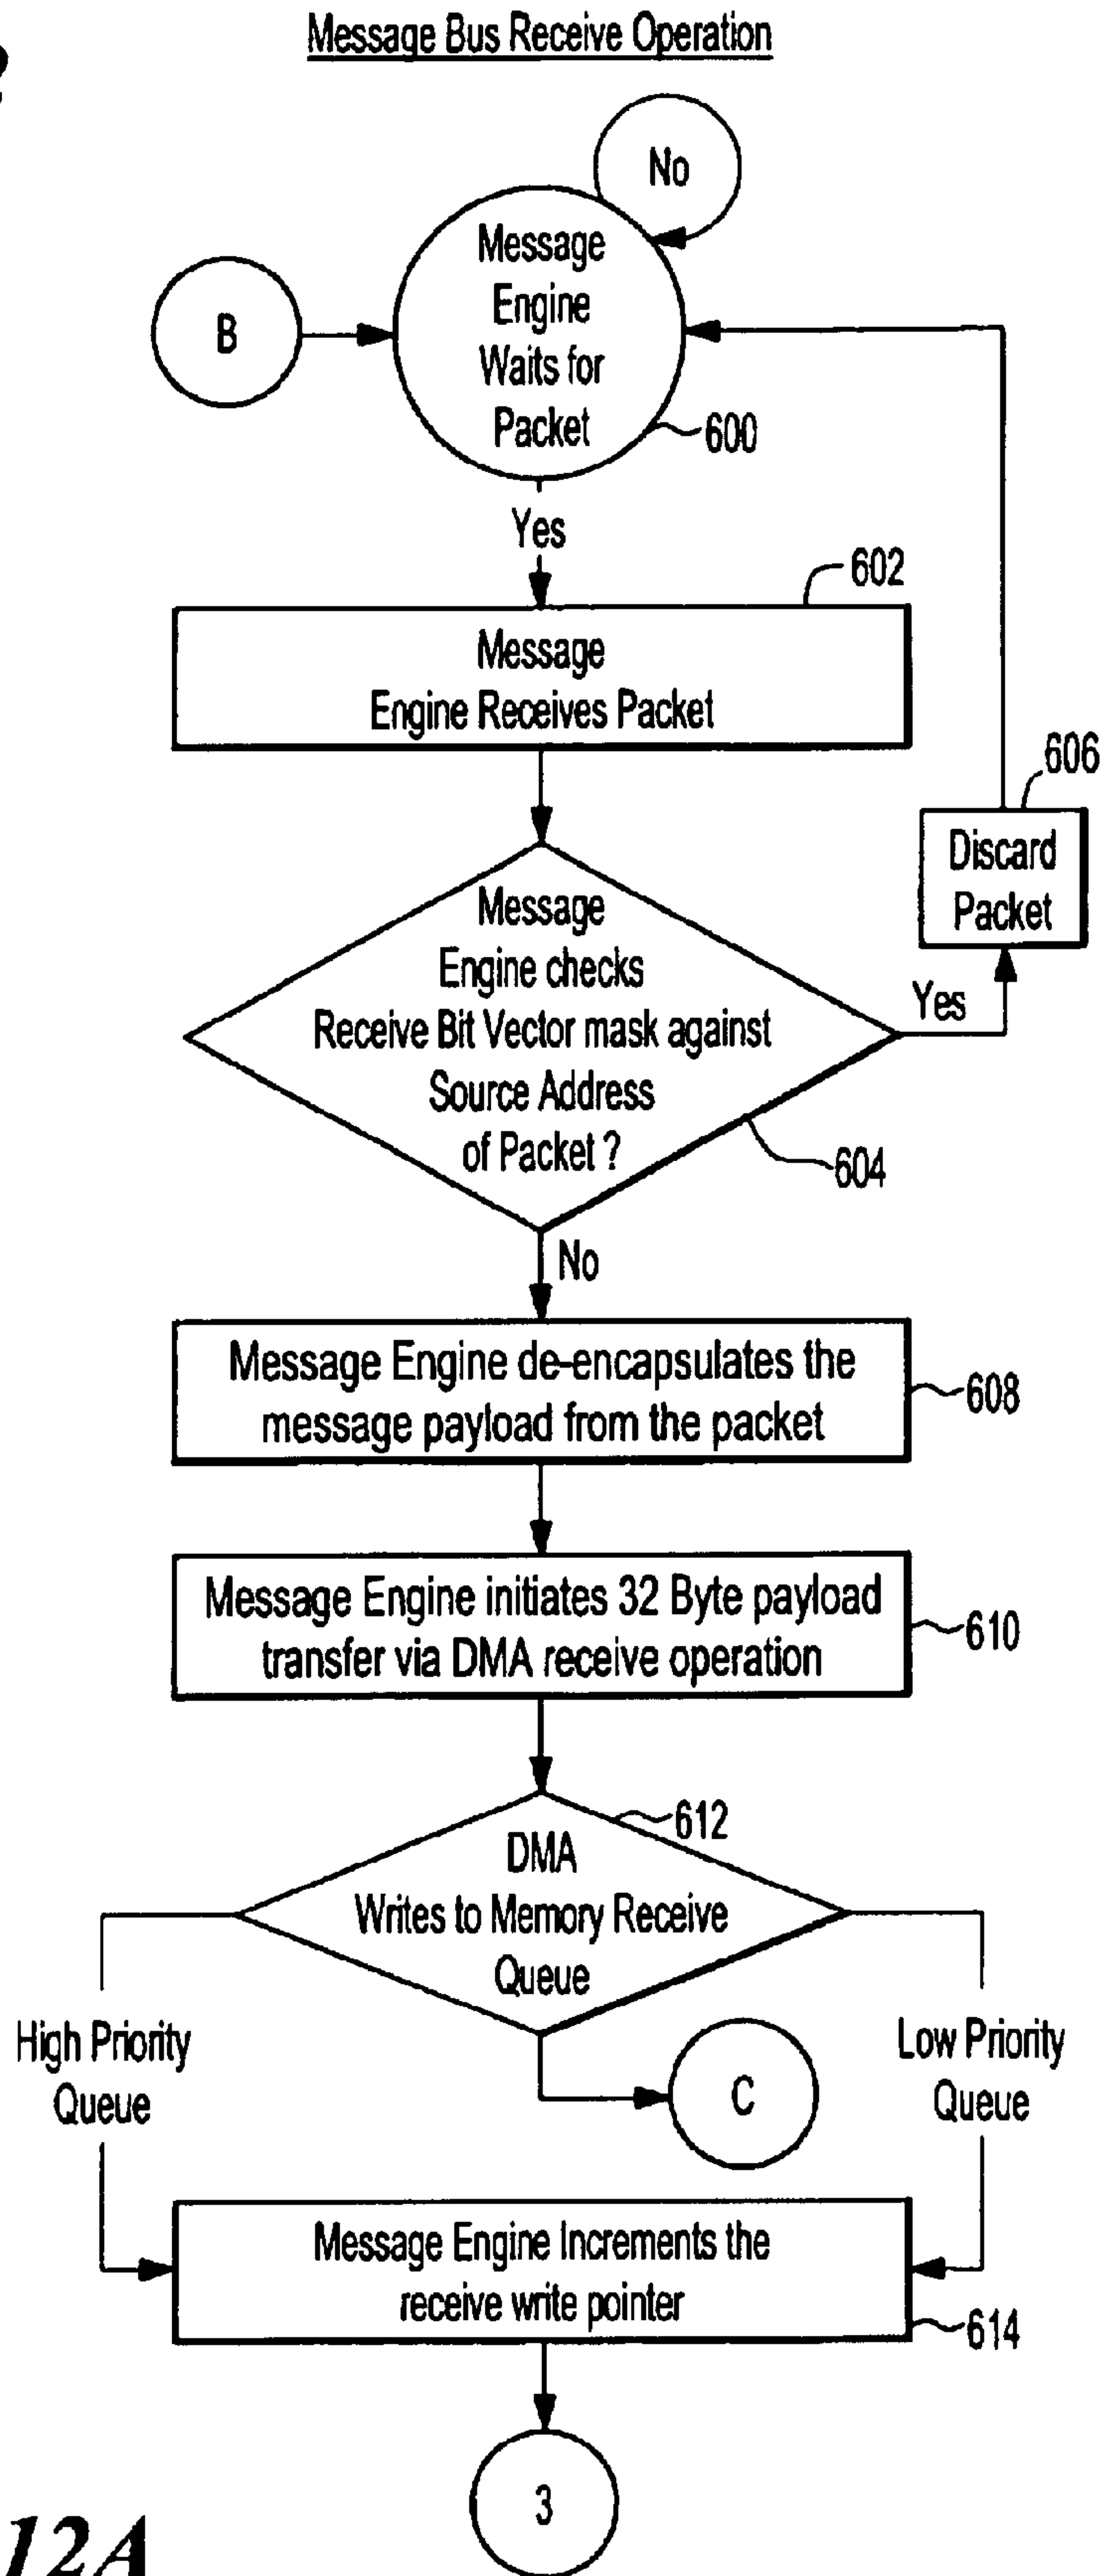 Message Bus Receive Operation
No
Message
Engine
Waits for
Packet
B
600
Yes
602
Message
Engine Receives Packet
606
Discard
Packet
Message
Engine checks
Receive Bit Vector mask against
Source Address
of Packet ?
Yes
604
No
Message Engine de-encapsulates the
message payload from the packet
608
Message Engine initiates 32 Byte payload
transfer via DMA receive operation
610
612
DMA
Writes to Memory Receive
Queue
High Priority
Queue
Low Priority
Queue
C
Message Engine Increments the
receive write pointer
614
3
12A